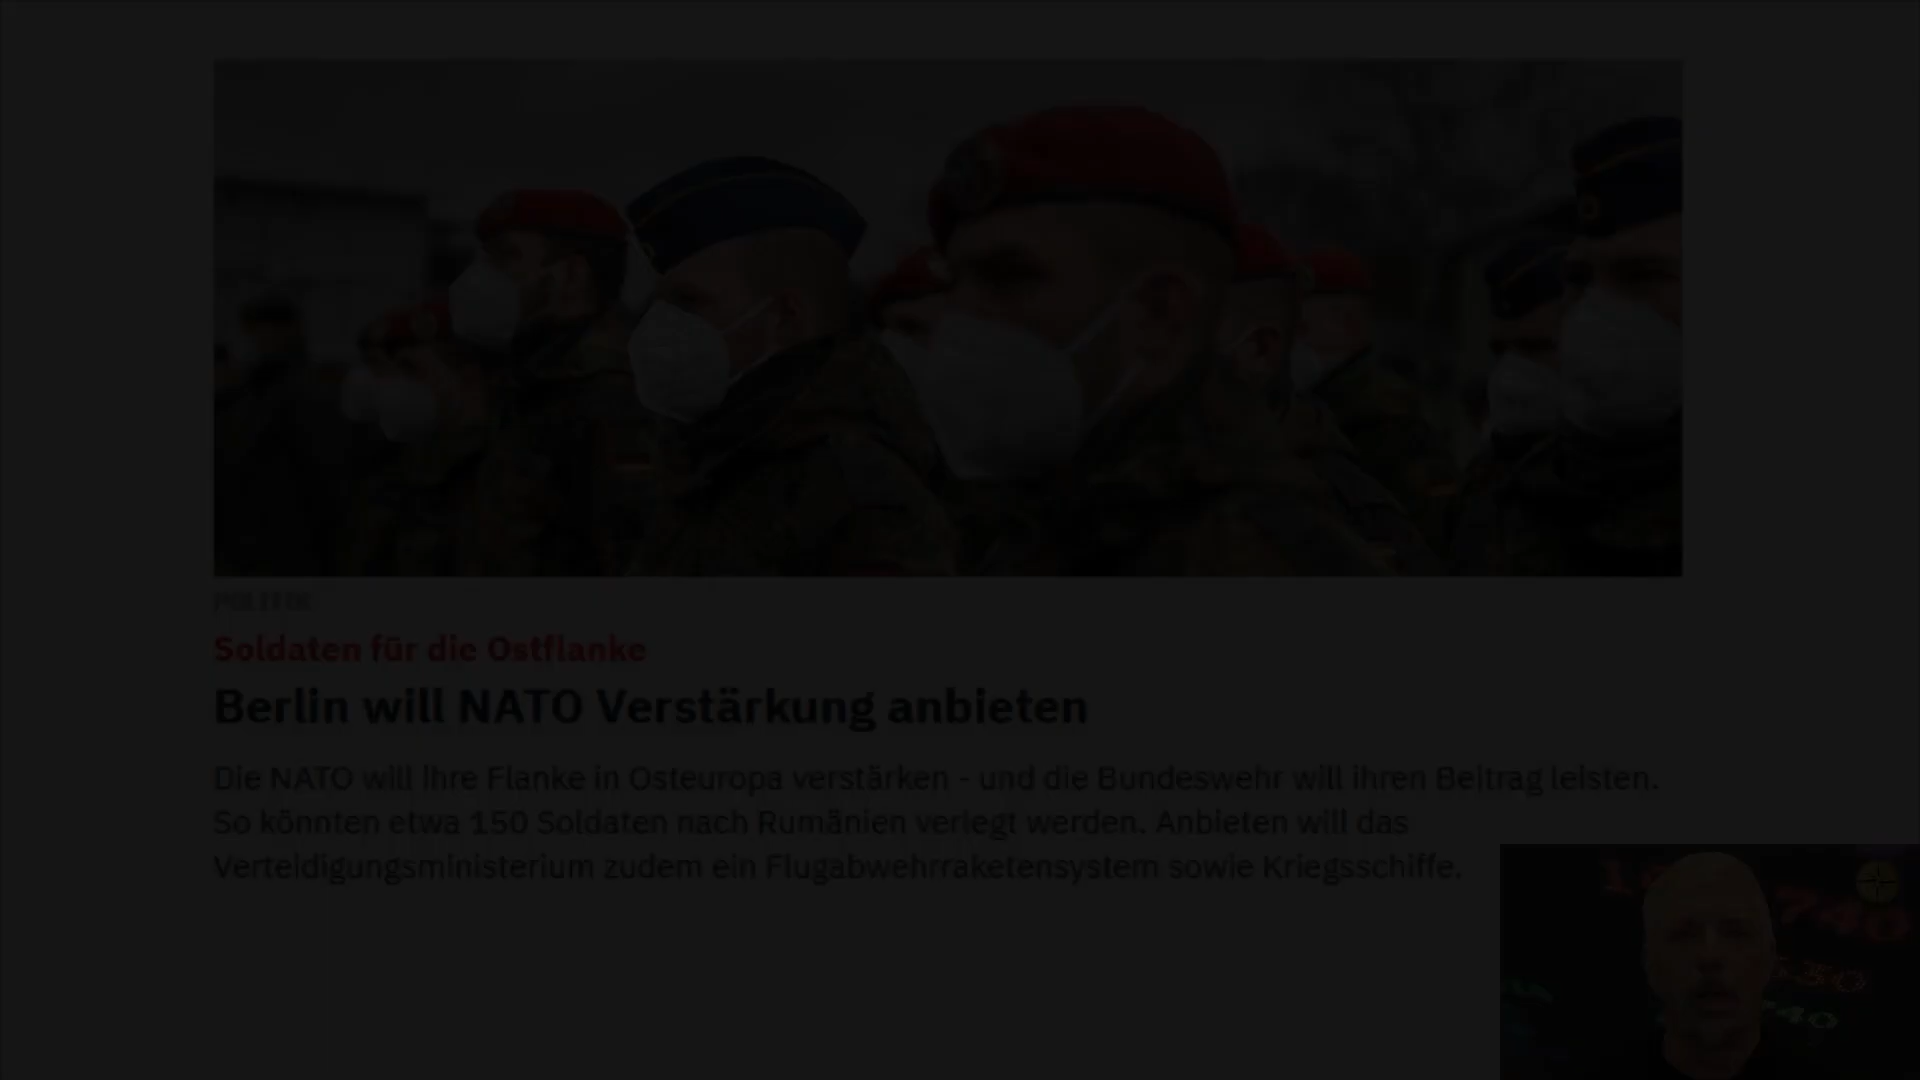 POLITIK
Soldaten für die Ostflanke
Berlin will NATO Verstärkung anbieten
Die NATO will ihre Flanke in Osteuropa verstärken - und die Bundeswehr will ihren Beitrag leisten.
So könnten etwa 150 Soldaten nach Rumänien verlegt werden. Anbieten will das
Verteidigungsministerium zudem ein Flugabwehrraketensystem sowie Kriegsschiffe.